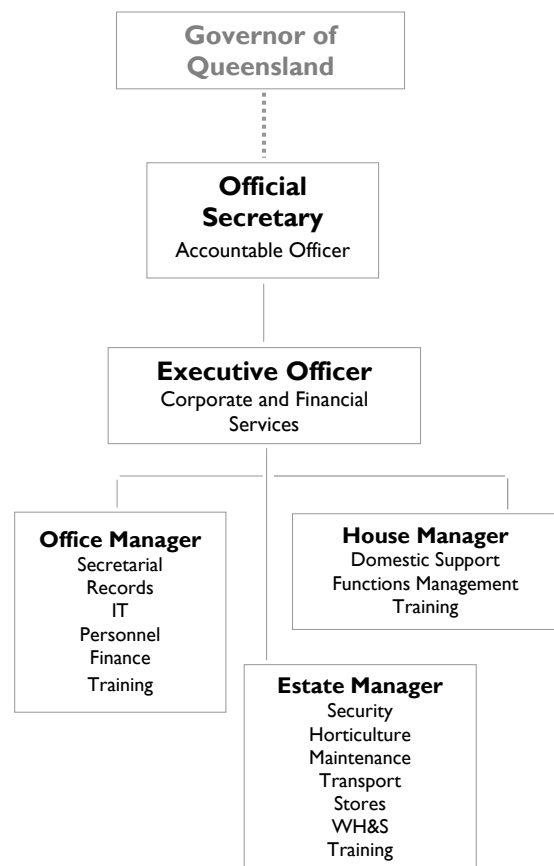 Governor of
Queensland
Official
Secretary
Accountable Officer
Executive Officer
Corporate and Financial
Services
Office Manager
Secretarial
Records
IT
Personnel
Finance
Training
House Manager
Domestic Support
Functions Management
Training
Estate Manager
Security
Horticulture
Maintenance
Transport
Stores
WH&S
Training